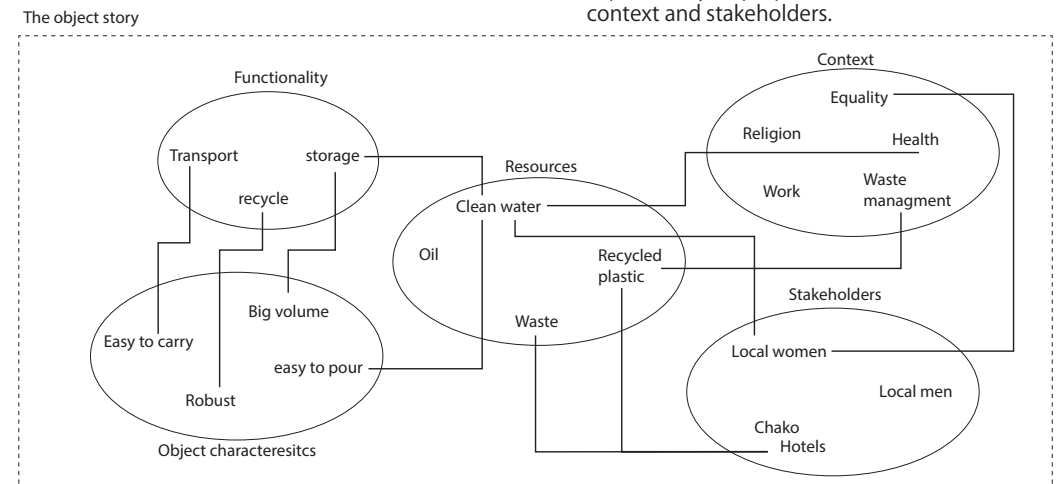 The object story
context and stakeholders.
Functionality
Transport
storage
recycle
Context
Equality
Religion
Health
Work
Waste
managment
Resources
Clean water
Oil
Recycled
plastic
Waste
Big volume
Easy to carry
easy to pour
Robust
Object characteresitcs
Stakeholders
Local women
Local men
Chako
Hotels